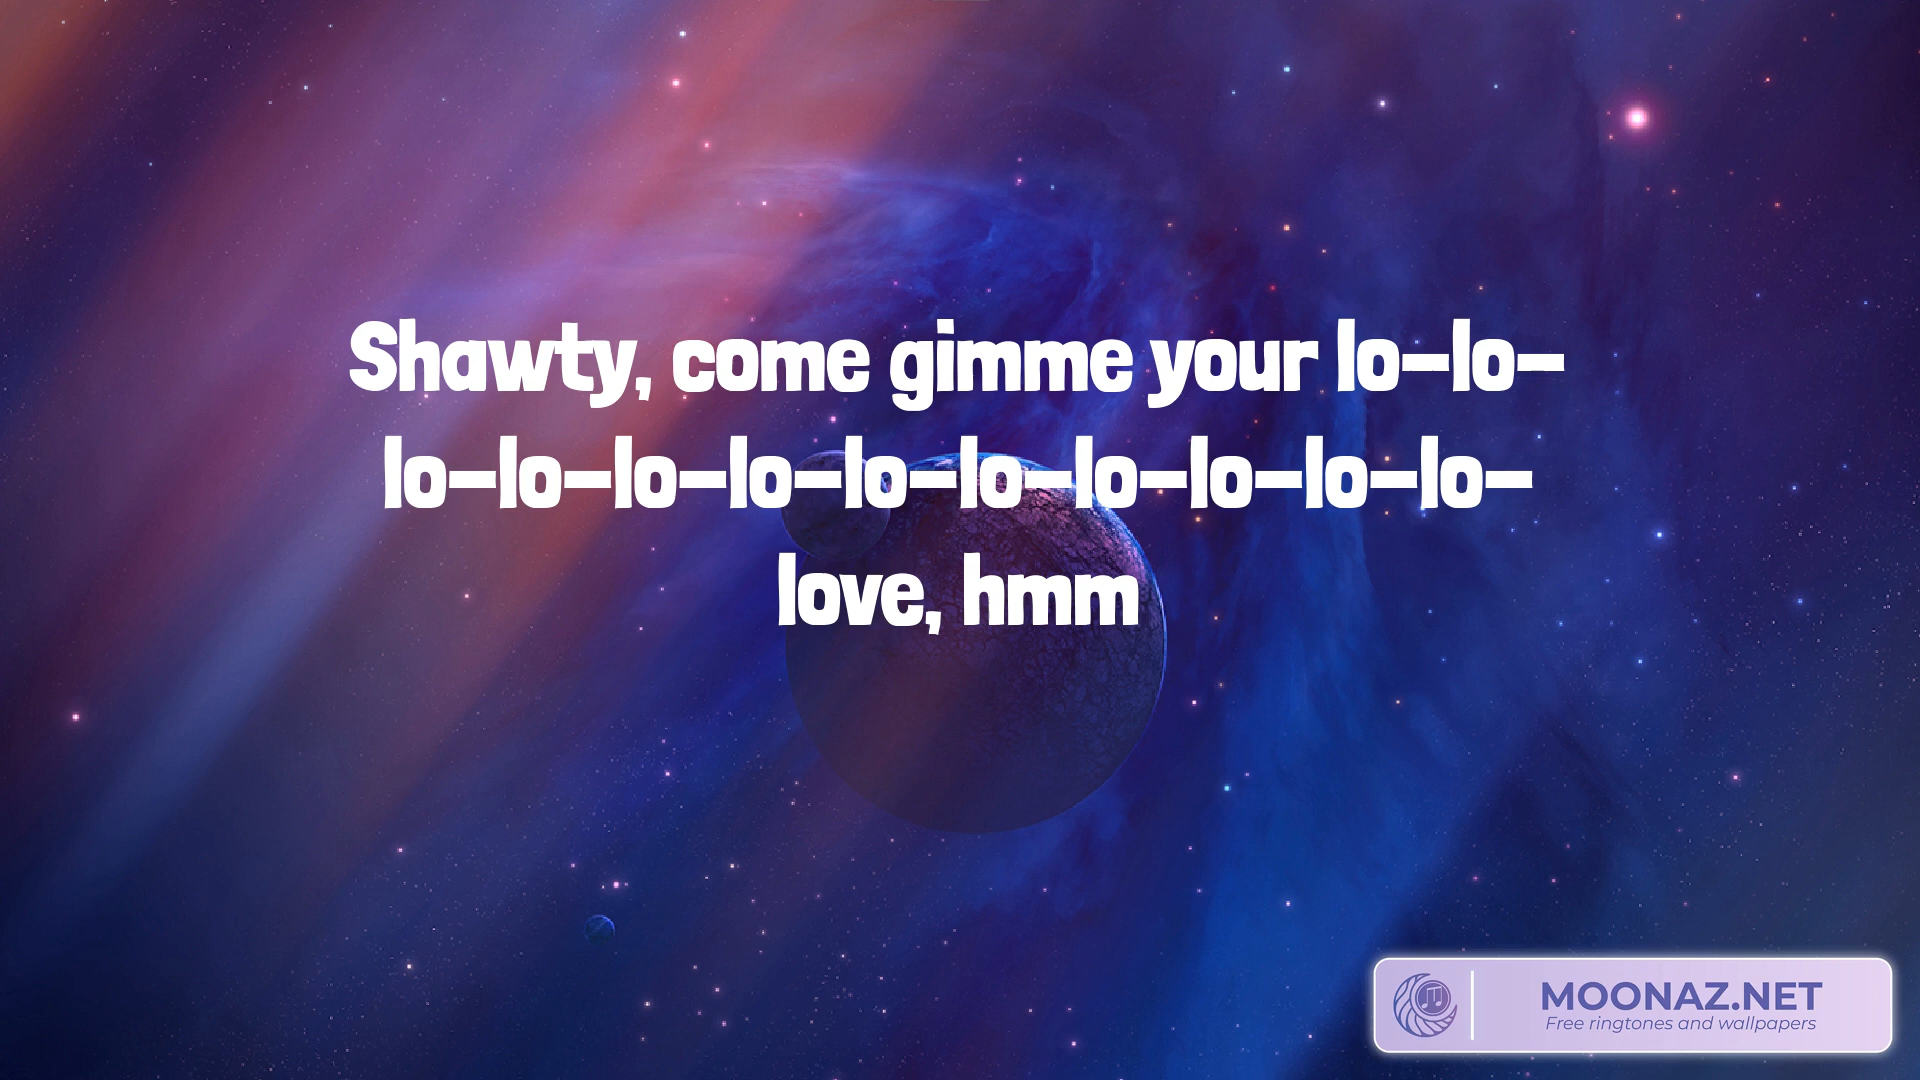 Shawty, come gimme your lo-lo-
lo-lo-lo-lo-lo-lo-lo-lo-lo-lo-
love, hmm
MOONAZ.NET
Free ringtones and wallpapers